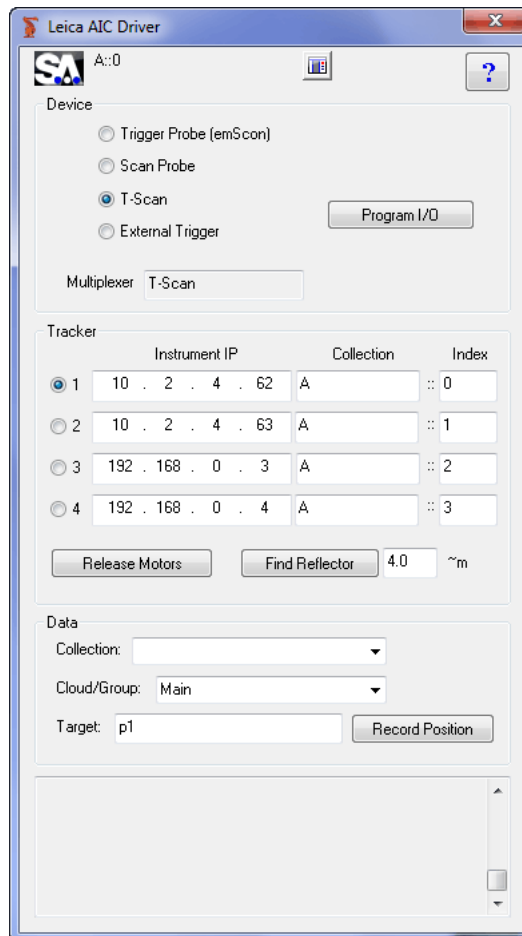 Leica AIC Driver
SA A::0 ?
Device
Trigger Probe (emScon)
Scan Probe
T-Scan
Program I/O
External Trigger
Multiplexer T-Scan
Tracker
Instrument IP Collection Index
1 10 . 2 . 4 . 62 A :: 0
2 10 . 2 . 4 . 63 A :: 1
3 192 . 168 . 0 . 3 A :: 2
4 192 . 168 . 0 . 4 A :: 3
Release Motors Find Reflector 4.0 ~m
Data
Collection:
Cloud/Group: Main
Target: p1 Record Position